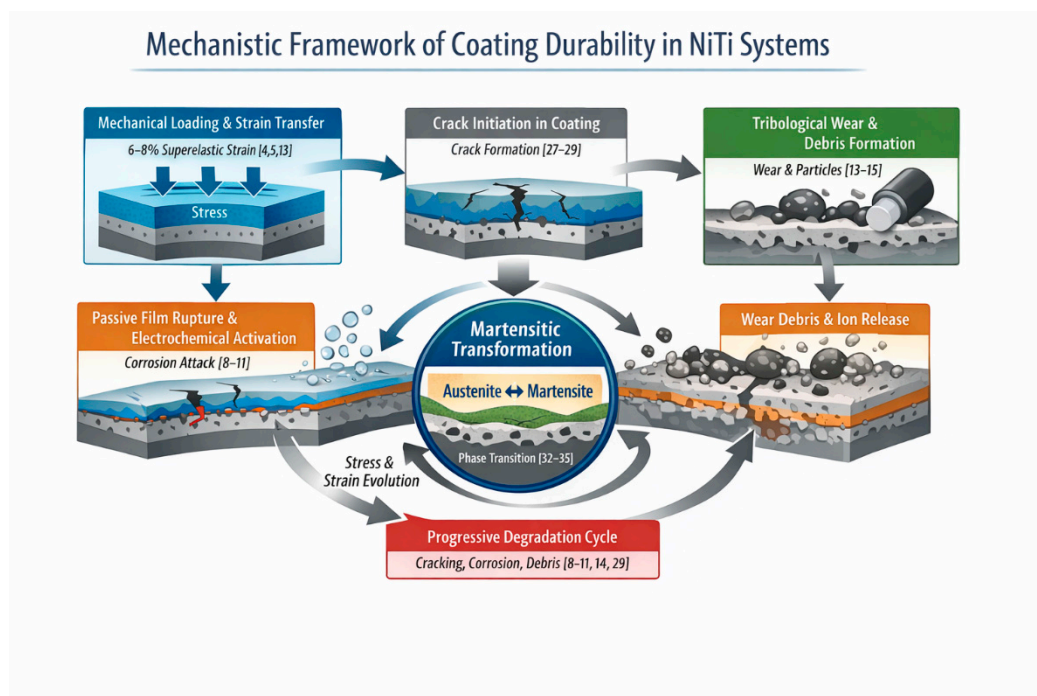 Mechanistic Framework of Coating Durability in NiTi Systems
Mechanical Loading & Strain Transfer
6–8% Superelastic Strain [4,5,13]
Stress
Crack Initiation in Coating
Crack Formation [27–29]
Tribological Wear &
Debris Formation
Wear & Particles [13–15]
Passive Film Rupture &
Electrochemical Activation
Corrosion Attack [8–11]
Martensitic
Transformation
Austenite ↔ Martensite
Phase Transition [32–35]
Wear Debris & Ion Release
Stress &
Strain Evolution
Progressive Degradation Cycle
Cracking, Corrosion, Debris [8–11, 14, 29]